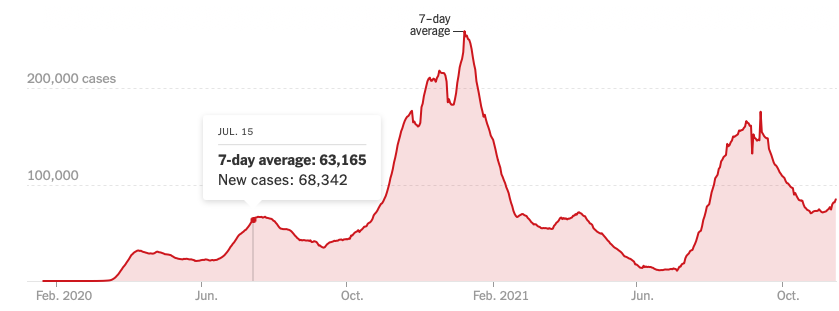 7-day
average
200,000 cases
JUL. 15
7-day average: 63,165
New cases: 68,342
100,000
Feb. 2020
Jun.
Oct.
Feb. 2021
Jun.
Oct.